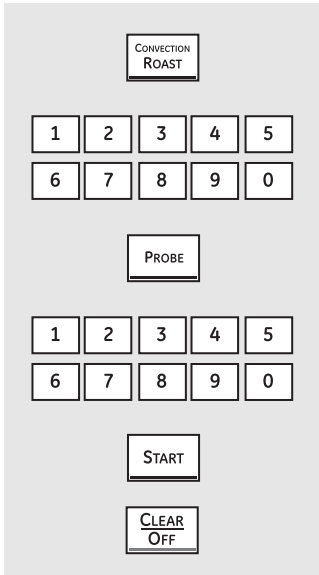 CONVECTION
ROAST
1 2 3 4 5
6 7 8 9 0
PROBE
1 2 3 4 5
6 7 8 9 0
START
CLEAR
OFF